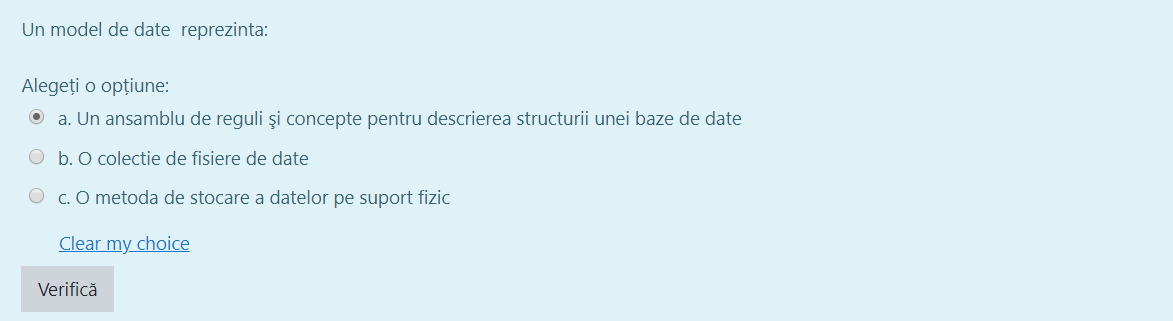 Un model de date  reprezinta:
Alegeți o opțiune:
a. Un ansamblu de reguli şi concepte pentru descrierea structurii unei baze de date
b. O colectie de fisiere de date
c. O metoda de stocare a datelor pe suport fizic
Clear my choice
Verifică